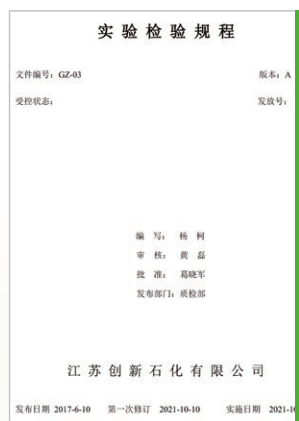 实验检验规程
文件编号：GZ-03 版本：A
受控状态： 发放号：
编 写： 杨 柯
审 核： 黄 磊
批 准： 葛晓军
发布部门：质检部
江苏创新石化有限公司
发布日期 2017-6-10 第一次修订 2021-10-10 实施日期 2021-10